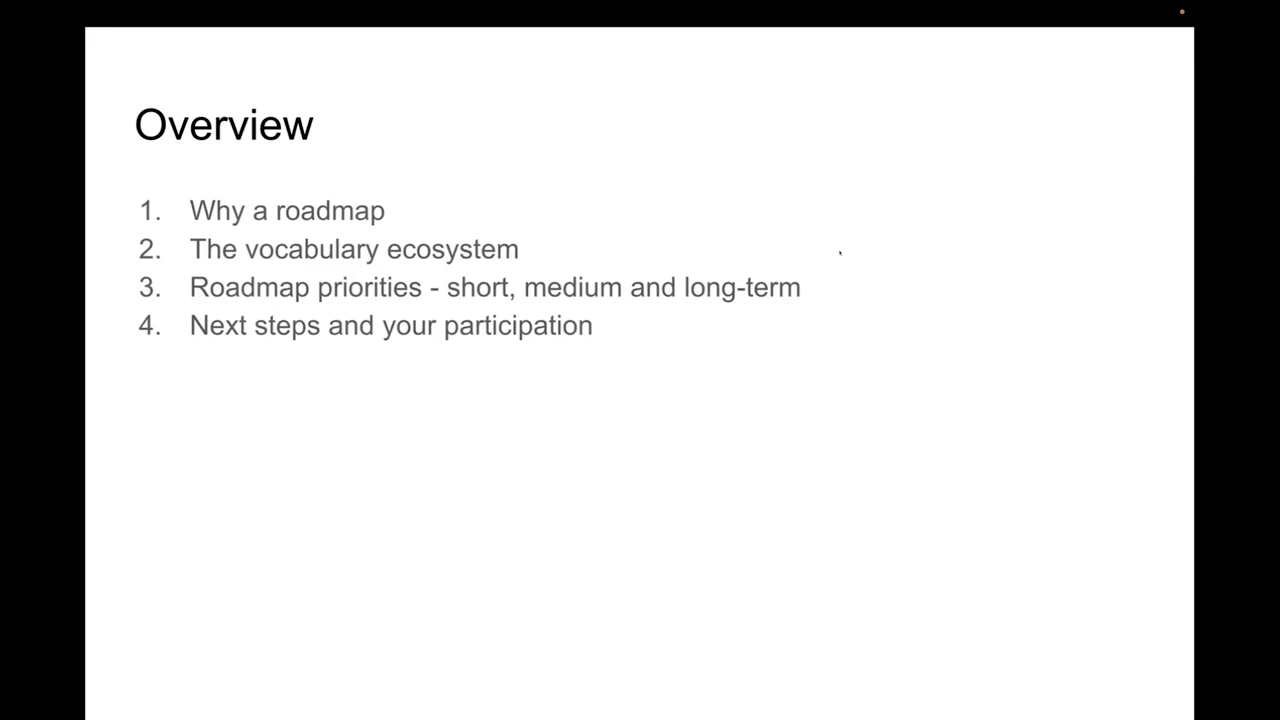 Overview
1. Why a roadmap
2. The vocabulary ecosystem
3. Roadmap priorities - short, medium and long-term
4. Next steps and your participation